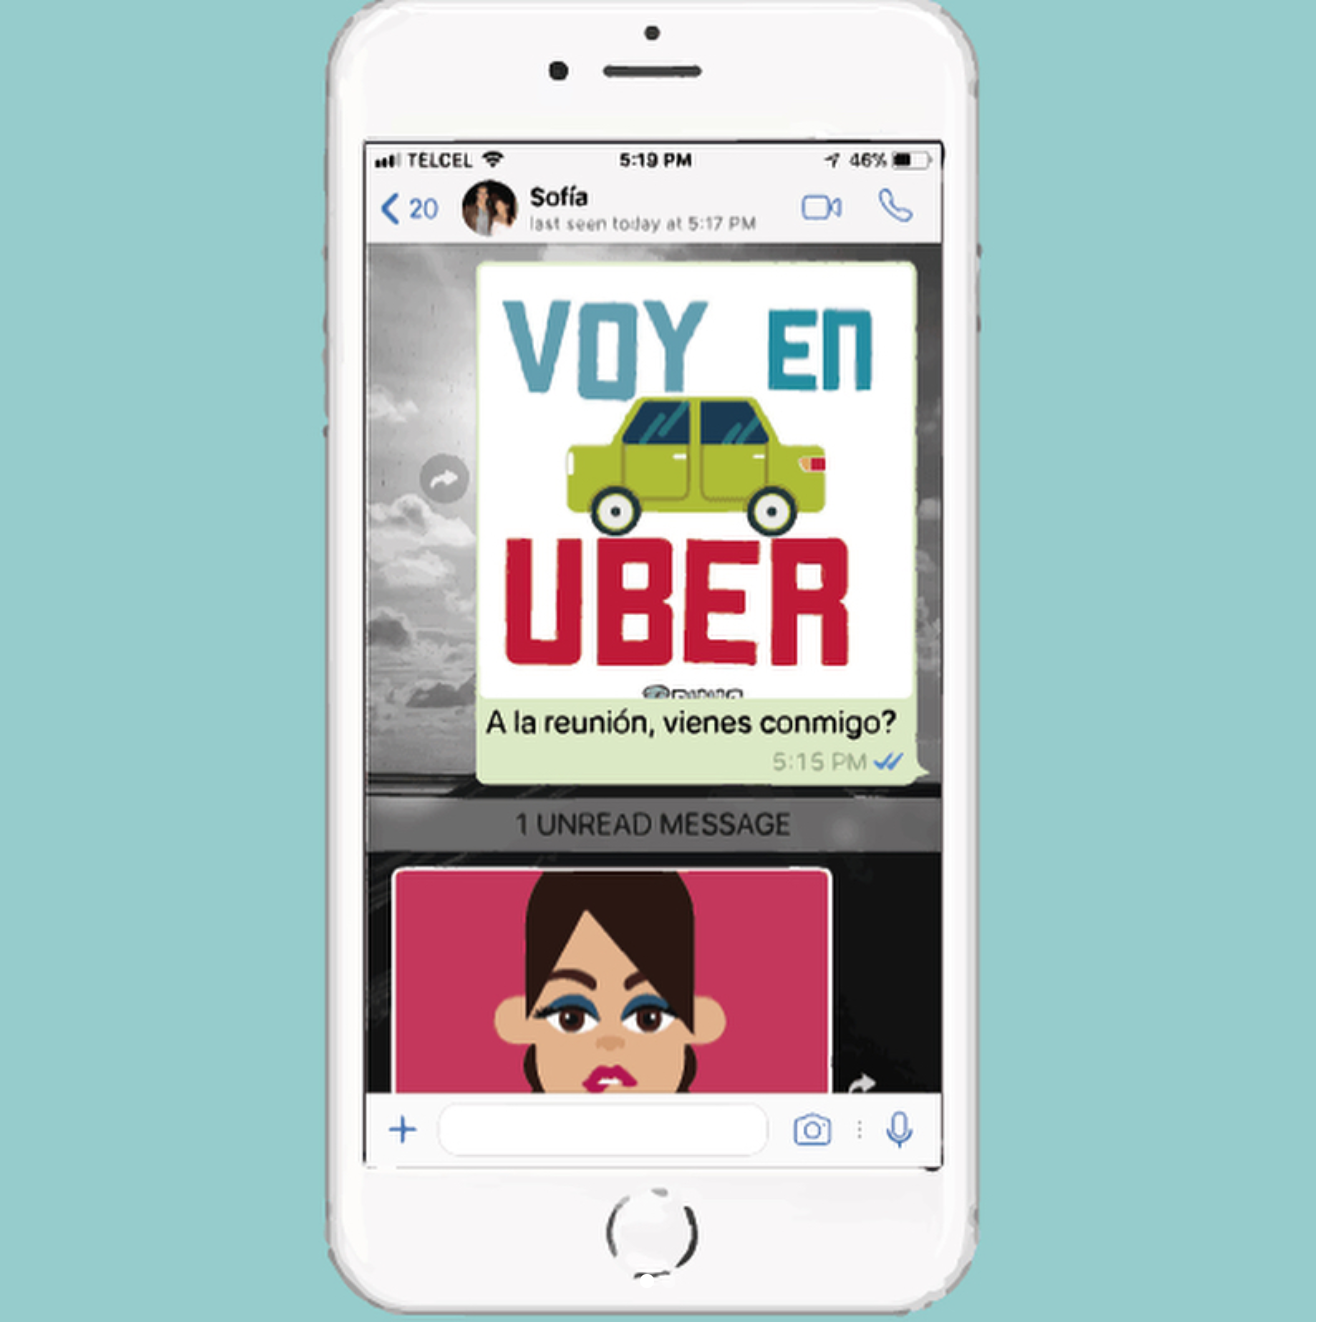 TELCEL 5:19 PM 46%
20 Sofía
last seen today at 5:17 PM
VOY EN
UBER
A la reunión, vienes conmigo?
5:15 PM
1 UNREAD MESSAGE